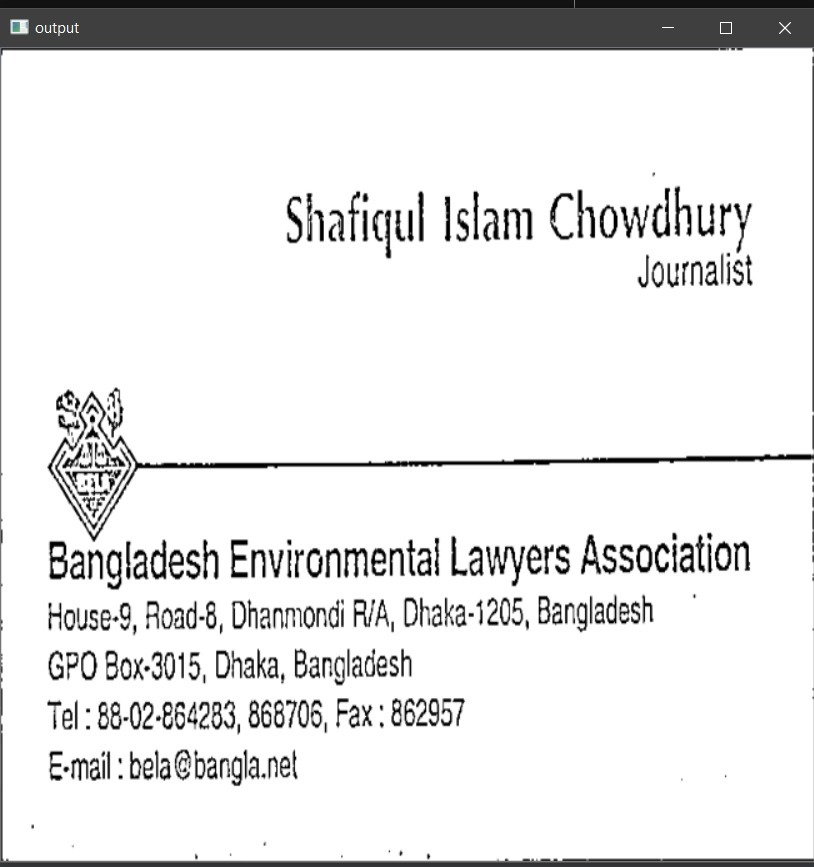 output
Shafiqul Islam Chowdhury
Journalist
BELA
Bangladesh Environmental Lawyers Association
House-9, Road-8, Dhanmondi R/A, Dhaka-1205, Bangladesh
GPO Box-3015, Dhaka, Bangladesh
Tel : 88-02-864283, 868706, Fax : 862957
E-mail : bela@bangla.net